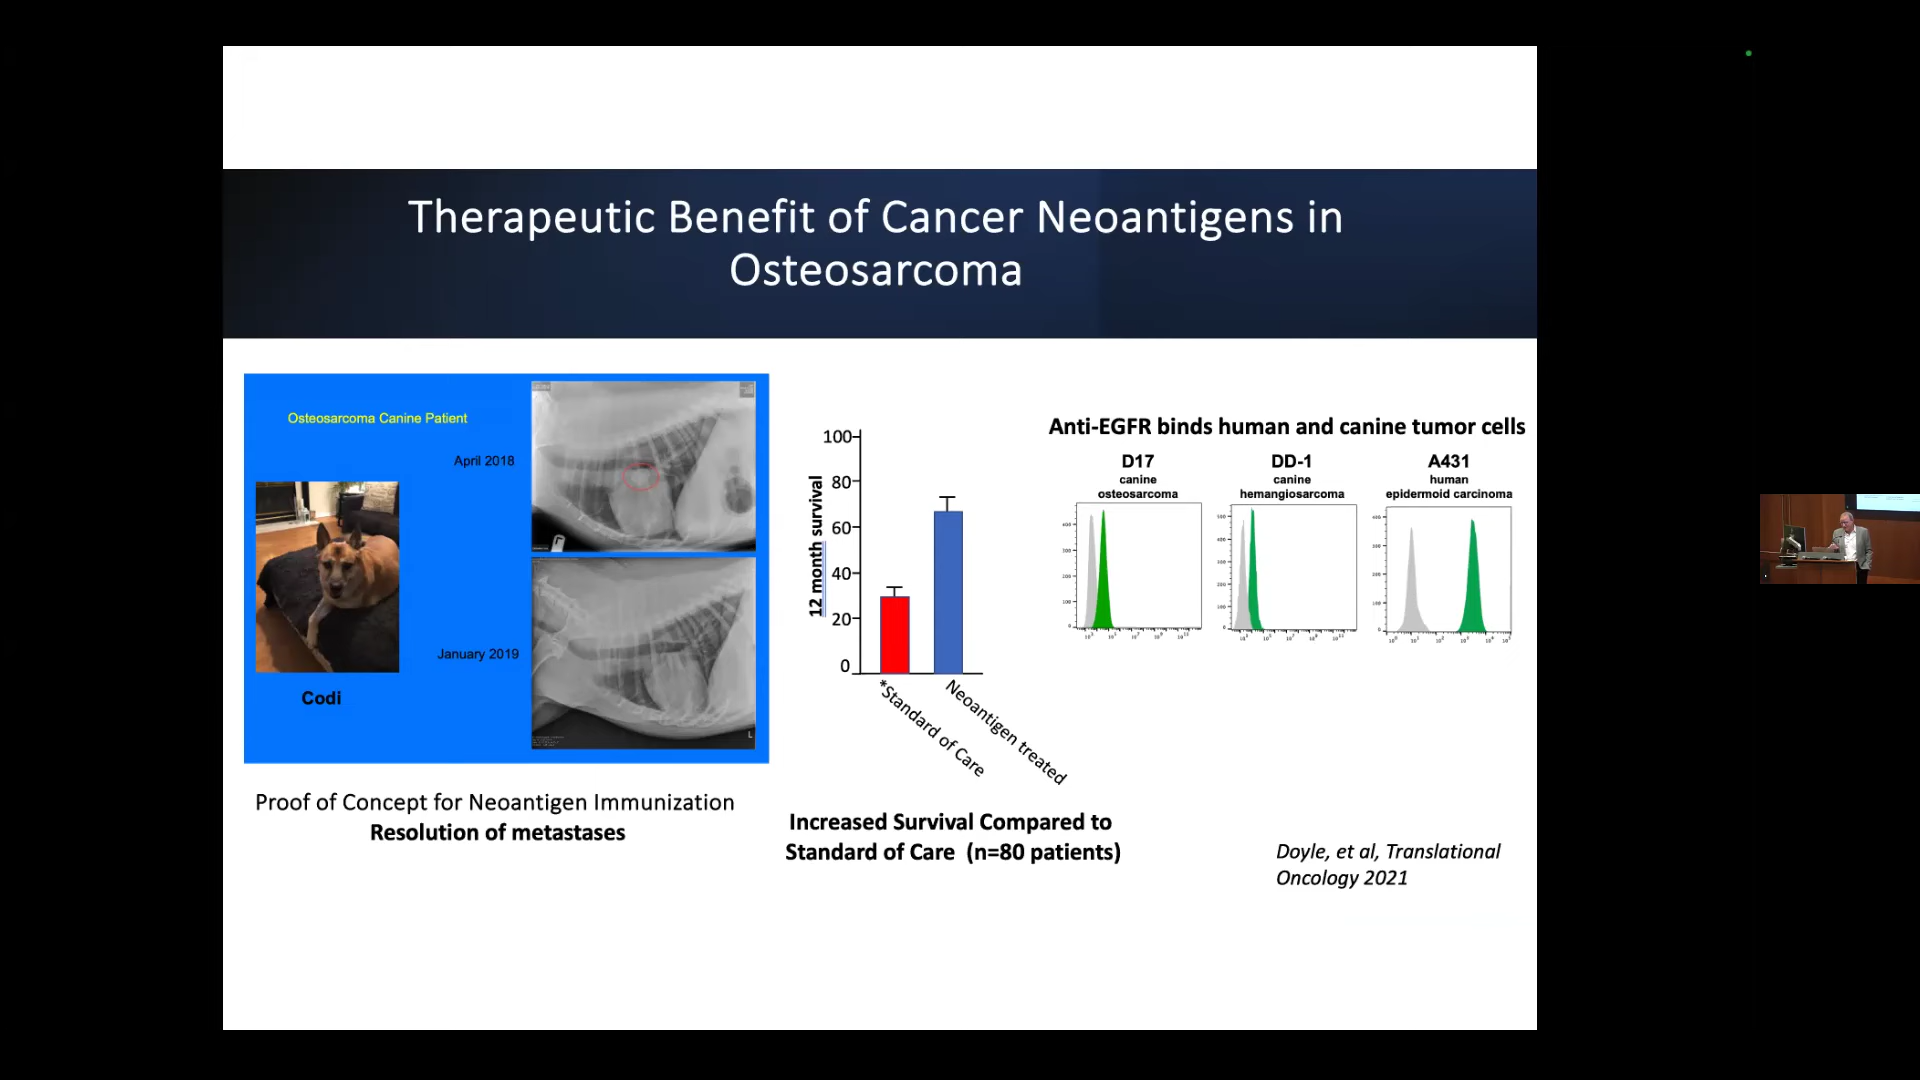 Therapeutic Benefit of Cancer Neoantigens in
Osteosarcoma
Osteosarcoma Canine Patient
April 2018
January 2019
Codi
L
Proof of Concept for Neoantigen Immunization
Resolution of metastases
12 month survival
100
80
60
40
20
0
*Standard of Care
Neoantigen treated
Increased Survival Compared to
Standard of Care (n=80 patients)
Anti-EGFR binds human and canine tumor cells
D17
canine
osteosarcoma
DD-1
canine
hemangiosarcoma
A431
human
epidermoid carcinoma
Doyle, et al, Translational
Oncology 2021